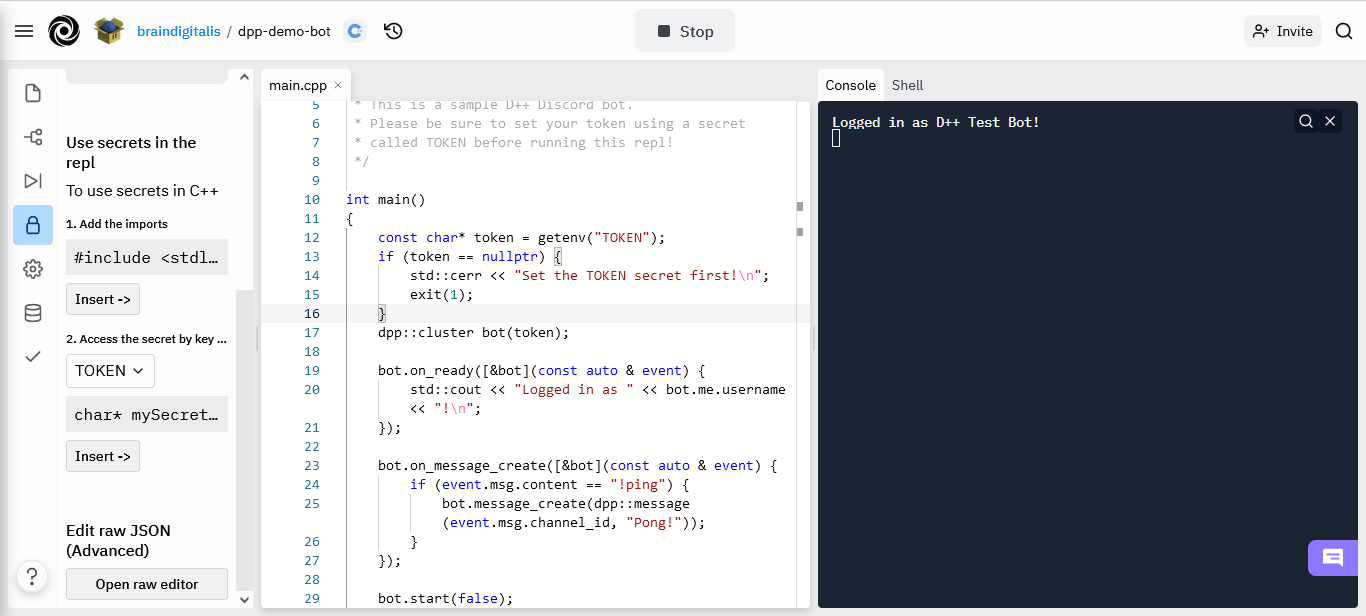 braindigitalis / dpp-demo-bot
Stop
Invite
Use secrets in the
repl
To use secrets in C++
1. Add the imports
#include <stdl...
Insert ->
2. Access the secret by key ...
TOKEN
char* mySecret...
Insert ->
Edit raw JSON
(Advanced)
Open raw editor
?
main.cpp ×
5 * This is a sample D++ Discord bot.
6 * Please be sure to set your token using a secret
7 * called TOKEN before running this repl!
8 */
9
10 int main()
11 {
12 const char* token = getenv("TOKEN");
13 if (token == nullptr) {
14 std::cerr << "Set the TOKEN secret first!\n";
15 exit(1);
16 }
17 dpp::cluster bot(token);
18
19 bot.on_ready([&bot](const auto & event) {
20 std::cout << "Logged in as " << bot.me.username
<< "!\n";
21 });
22
23 bot.on_message_create([&bot](const auto & event) {
24 if (event.msg.content == "!ping") {
25 bot.message_create(dpp::message
(event.msg.channel_id, "Pong!"));
26 }
27 });
28
29 bot.start(false);
Console Shell
Logged in as D++ Test Bot!